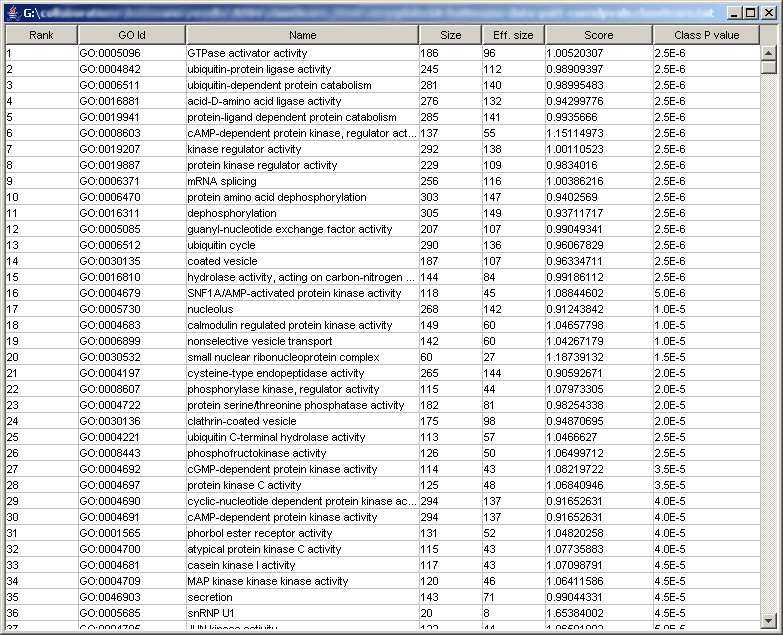 G:\
Rank GO Id Name Size Eff. size Score Class P value
1 GO:0005096 GTPase activator activity 186 96 1.00520307 2.5E-6
2 GO:0004842 ubiquitin-protein ligase activity 245 112 0.98909397 2.5E-6
3 GO:0006511 ubiquitin-dependent protein catabolism 281 140 0.98995483 2.5E-6
4 GO:0016881 acid-D-amino acid ligase activity 276 132 0.94299776 2.5E-6
5 GO:0019941 protein-ligand dependent protein catabolism 285 141 0.9935666 2.5E-6
6 GO:0008603 cAMP-dependent protein kinase, regulator act... 137 55 1.15114973 2.5E-6
7 GO:0019207 kinase regulator activity 292 138 1.00110523 2.5E-6
8 GO:0019887 protein kinase regulator activity 229 109 0.9834016 2.5E-6
9 GO:0006371 mRNA splicing 256 116 1.00386216 2.5E-6
10 GO:0006470 protein amino acid dephosphorylation 303 147 0.9402569 2.5E-6
11 GO:0016311 dephosphorylation 305 149 0.93711717 2.5E-6
12 GO:0005085 guanyl-nucleotide exchange factor activity 207 107 0.99049341 2.5E-6
13 GO:0006512 ubiquitin cycle 290 136 0.96067829 2.5E-6
14 GO:0030135 coated vesicle 187 107 0.96334711 2.5E-6
15 GO:0016810 hydrolase activity, acting on carbon-nitrogen ... 144 84 0.99186112 2.5E-6
16 GO:0004679 SNF1A/AMP-activated protein kinase activity 118 45 1.08844602 5.0E-6
17 GO:0005730 nucleolus 268 142 0.91243842 1.0E-5
18 GO:0004683 calmodulin regulated protein kinase activity 149 60 1.04657798 1.0E-5
19 GO:0006899 nonselective vesicle transport 142 60 1.04267179 1.0E-5
20 GO:0030532 small nuclear ribonucleoprotein complex 60 27 1.18739132 1.5E-5
21 GO:0004197 cysteine-type endopeptidase activity 265 144 0.90592671 2.0E-5
22 GO:0008607 phosphorylase kinase, regulator activity 115 44 1.07973305 2.0E-5
23 GO:0004722 protein serine/threonine phosphatase activity 182 81 0.98254338 2.0E-5
24 GO:0030136 clathrin-coated vesicle 175 98 0.94870695 2.0E-5
25 GO:0004221 ubiquitin C-terminal hydrolase activity 113 57 1.0466627 2.5E-5
26 GO:0008443 phosphofructokinase activity 126 50 1.06499712 2.5E-5
27 GO:0004692 cGMP-dependent protein kinase activity 114 43 1.08219722 3.5E-5
28 GO:0004697 protein kinase C activity 125 48 1.06840946 3.5E-5
29 GO:0004690 cyclic-nucleotide dependent protein kinase ac... 294 137 0.91652631 4.0E-5
30 GO:0004691 cAMP-dependent protein kinase activity 294 137 0.91652631 4.0E-5
31 GO:0001565 phorbol ester receptor activity 131 52 1.04820258 4.0E-5
32 GO:0004700 atypical protein kinase C activity 115 43 1.07735883 4.0E-5
33 GO:0004681 casein kinase I activity 117 43 1.07098791 4.5E-5
34 GO:0004709 MAP kinase kinase kinase activity 120 46 1.06411586 4.5E-5
35 GO:0046903 secretion 143 71 0.99044331 4.5E-5
36 GO:0005685 snRNP U1 20 8 1.65384002 4.5E-5
37 GO:0004705 JUN kinase activity